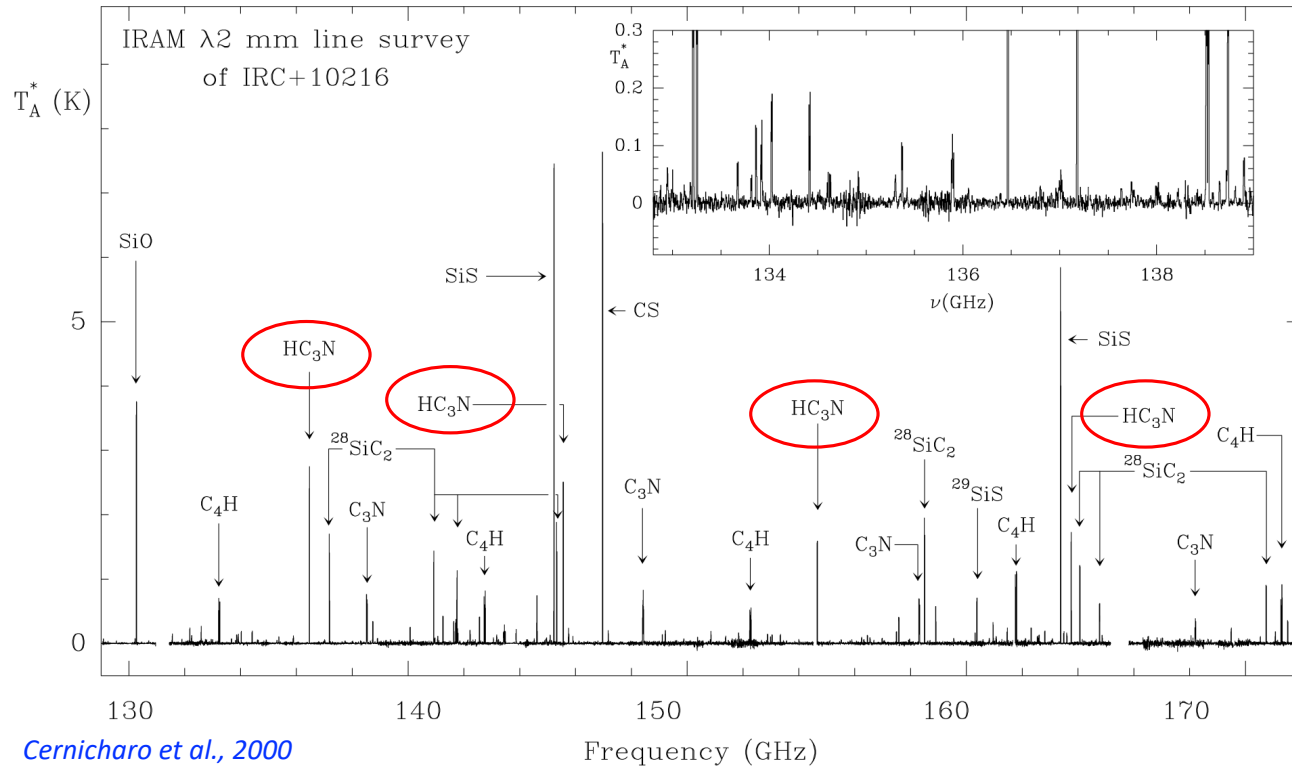 IRAM λ2 mm line survey
of IRC+10216
T*A (K)
5
0
SiO
C4H
HC3N
28SiC2
C3N
HC3N
C4H
SiS
CS
C3N
C4H
HC3N
C3N
28SiC2
29SiS
C4H
SiS
HC3N
28SiC2
C3N
C4H
T*A
0.3
0.2
0.1
0
134 136 138
ν(GHz)
130 140 150 160 170
Frequency (GHz)
Cernicharo et al., 2000